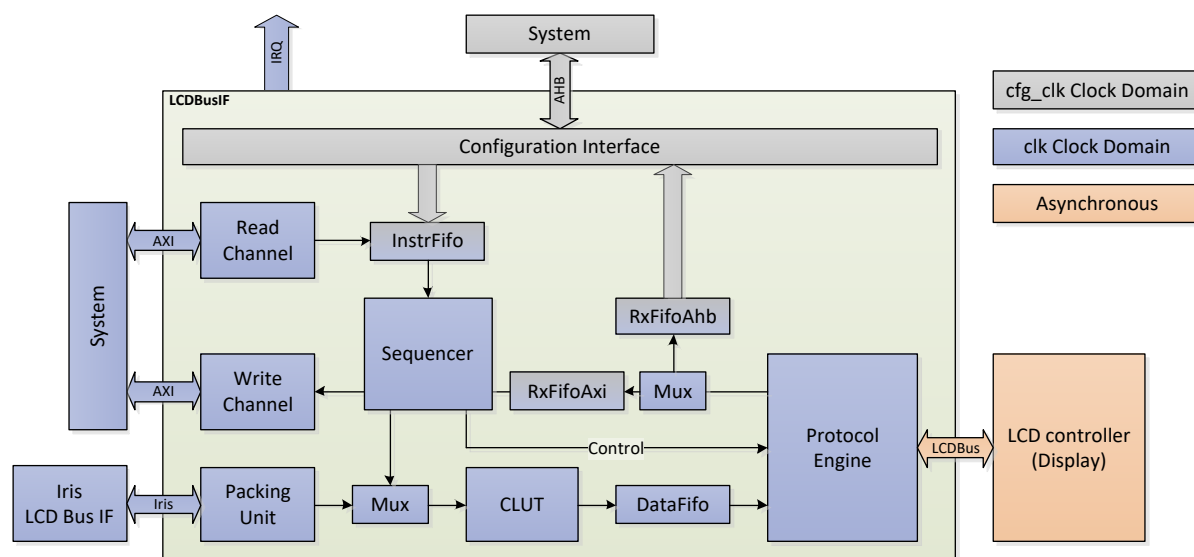 IRQ
System
AHB
LCDBusIF
cfg_clk Clock Domain
Configuration Interface
clk Clock Domain
Asynchronous
System
AXI
Read
Channel
InstrFifo
RxFifoAhb
Sequencer
AXI
Write
Channel
RxFifoAxi
Mux
Protocol
Engine
LCDBus
LCD controller
(Display)
Control
Iris
LCD Bus IF
Iris
Packing
Unit
Mux
CLUT
DataFifo